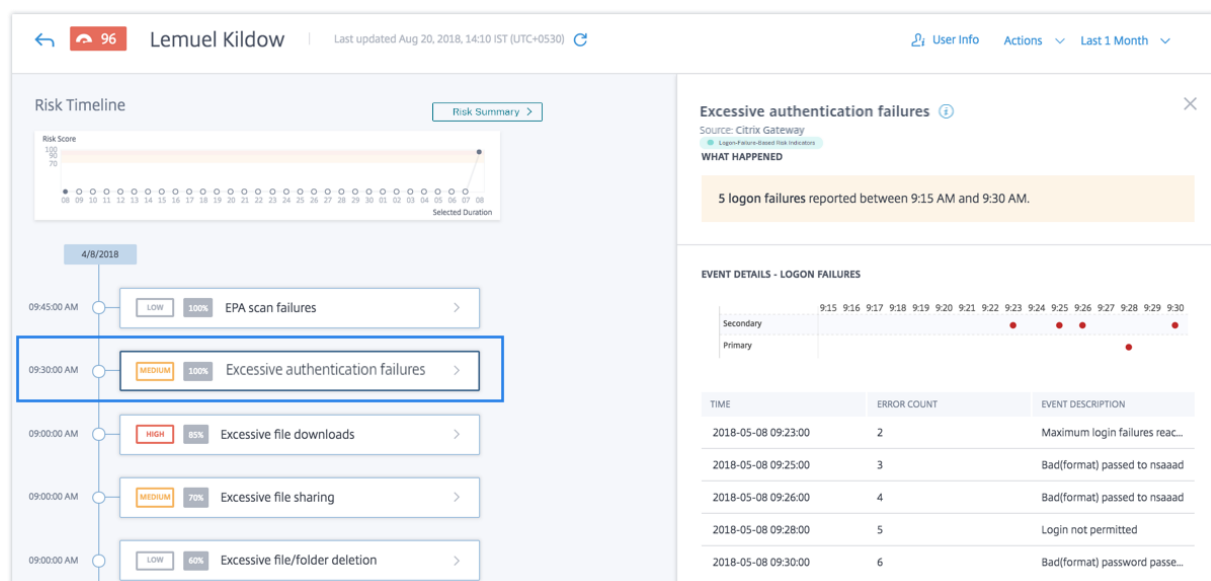 96 Lemuel Kildow Last updated Aug 20, 2018, 14:10 IST (UTC+0530) User Info Actions Last 1 Month
Risk Timeline
Risk Summary >
Risk Score
100
90
70
08 09 10 11 12 13 14 15 16 17 18 19 20 21 22 23 24 25 26 27 28 29 30 01 02 03 04 05 06 07 08
Selected Duration
4/8/2018
09:45:00 AM LOW 100% EPA scan failures
09:30:00 AM MEDIUM 100% Excessive authentication failures
09:00:00 AM HIGH 85% Excessive file downloads
09:00:00 AM MEDIUM 70% Excessive file sharing
09:00:00 AM LOW 60% Excessive file/folder deletion
Excessive authentication failures
Source: Citrix Gateway
Logon-Failure-Based Risk Indicators
WHAT HAPPENED
5 logon failures reported between 9:15 AM and 9:30 AM.
EVENT DETAILS - LOGON FAILURES
9:15 9:16 9:17 9:18 9:19 9:20 9:21 9:22 9:23 9:24 9:25 9:26 9:27 9:28 9:29 9:30
Secondary
Primary
TIME ERROR COUNT EVENT DESCRIPTION
2018-05-08 09:23:00 2 Maximum login failures reac...
2018-05-08 09:25:00 3 Bad(format) passed to nsaaad
2018-05-08 09:26:00 4 Bad(format) passed to nsaaad
2018-05-08 09:28:00 5 Login not permitted
2018-05-08 09:30:00 6 Bad(format) password passe...